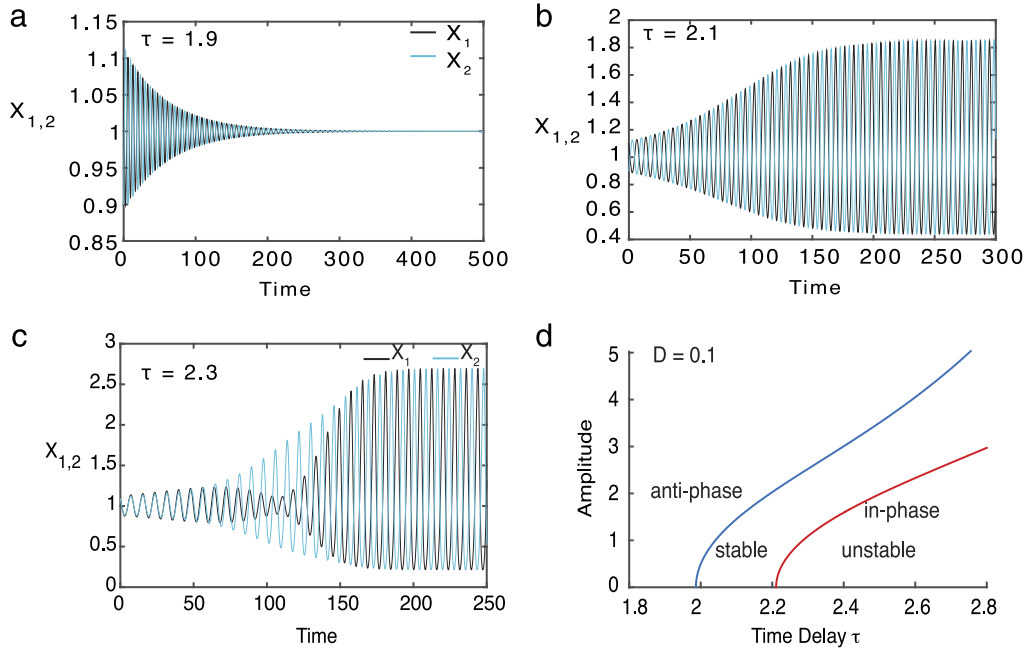 a
τ = 1.9
X₁
X₂
1.15
1.1
1.05
1
0.95
0.9
0.85
X₁,₂
0 100 200 300 400 500
Time
b
τ = 2.1
2
1.8
1.6
1.4
1.2
1
0.8
0.6
0.4
X₁,₂
0 50 100 150 200 250 300
Time
c
τ = 2.3
X₁ X₂
3
2.5
2
1.5
1
0.5
0
X₁,₂
0 50 100 150 200 250
Time
d
D = 0.1
5
4
3
2
1
0
Amplitude
anti-phase
in-phase
stable
unstable
1.8 2 2.2 2.4 2.6 2.8
Time Delay τ